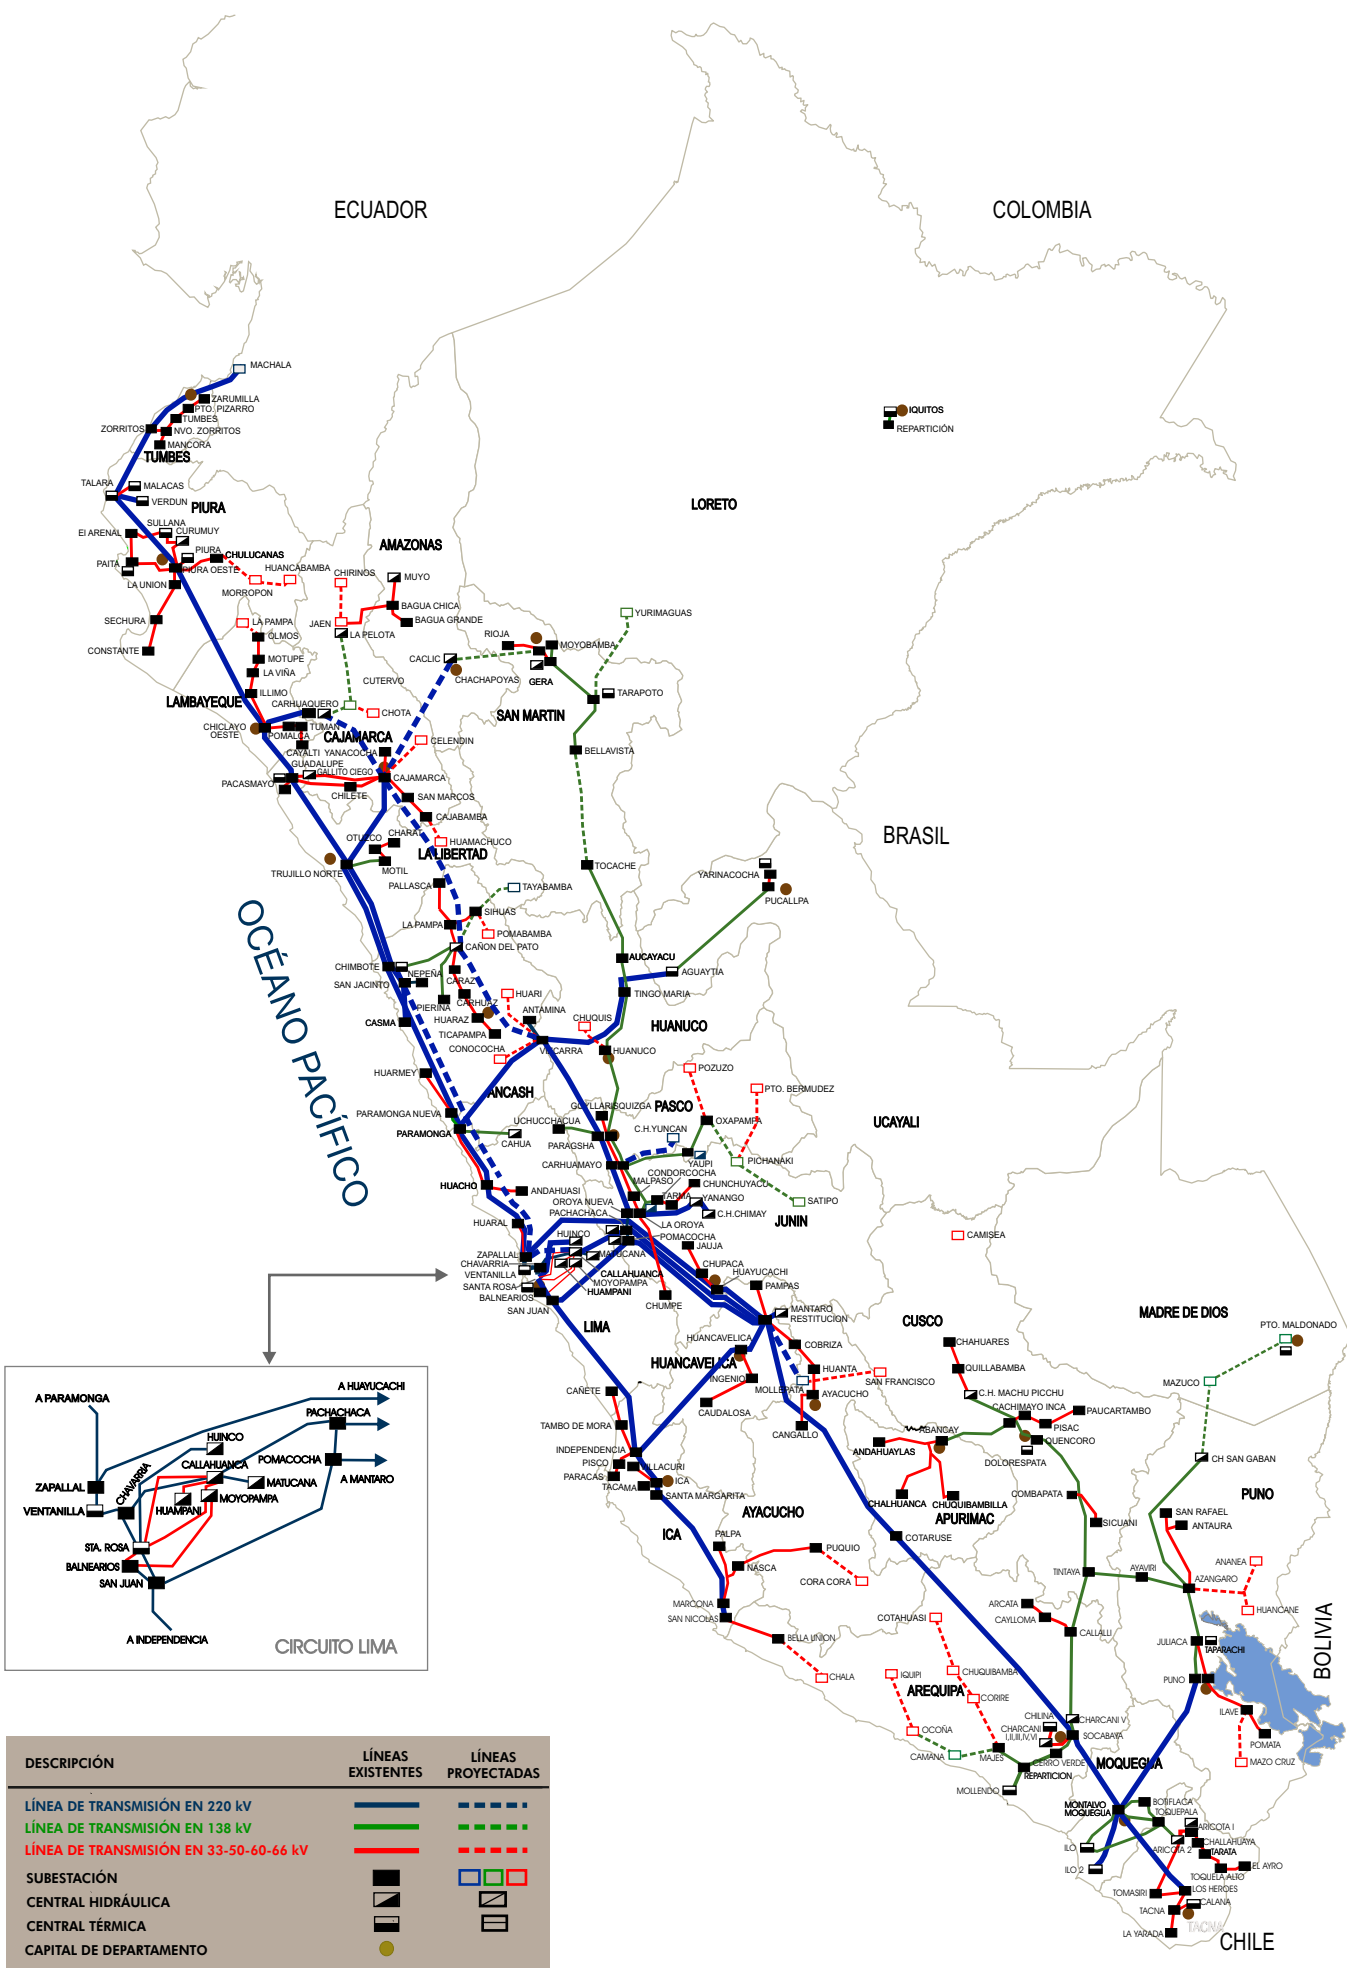 ECUADOR
COLOMBIA
MACHALA
ZARUMILLA
PTO. PIZARRO
TUMBES
ZORRITOS
NVO. ZORRITOS
MANCORA
TUMBES
IQUITOS
REPARTICIÓN
TALARA
MALACAS
VERDUN
PIURA
LORETO
SULLANA
El ARENAL
CURUMUY
PIURA
CHULUCANAS
AMAZONAS
PAITA
PIURA OESTE
HUANCABAMBA
CHIRINOS
MUYO
LA UNION
MORROPON
BAGUA CHICA
YURIMAGUAS
SECHURA
LA PAMPA
JAEN
BAGUA GRANDE
OLMOS
LA PELOTA
RIOJA
MOYOBAMBA
CONSTANTE
MOTUPE
CACLIC
LA VIÑA
CHACHAPOYAS
GERA
CUTERVO
ILLIMO
TARAPOTO
LAMBAYEQUE
CARHUAQUERO
CHOTA
SAN MARTIN
CHICLAYO
OESTE
TUMAN
POMALCA
CAJAMARCA
CELENDIN
CAYALTI
YANACOCHA
BELLAVISTA
GUADALUPE
GALLITO CIEGO
PACASMAYO
CAJAMARCA
CHILETE
SAN MARCOS
CAJABAMBA
BRASIL
OTUZCO
CHARAT
HUAMACHUCO
LA LIBERTAD
TRUJILLO NORTE
MOTIL
TOCACHE
YARINACOCHA
PALLASCA
TAYABAMBA
PUCALLPA
LA PAMPA
SIHUAS
POMABAMBA
OCÉANO PACÍFICO
CAÑON DEL PATO
AUCAYACU
CHIMBOTE
NEPEÑA
AGUAYTIA
SAN JACINTO
CARAZ
PIERINA
CARHUAZ
HUARI
TINGO MARIA
CASMA
HUARAZ
ANTAMINA
CHUQUIS
HUANUCO
TICAPAMPA
CONOCOCHA
VIZCARRA
HUANUCO
HUARMEY
ANCASH
POZUZO
PTO. BERMUDEZ
PARAMONGA NUEVA
GOYLLARISQUIZGA
PASCO
UCHUCCHACUA
OXAPAMPA
UCAYALI
PARAMONGA
CAHUA
PARAGSHA
C.H.YUNCAN
CARHUAMAYO
YAUPI
PICHANAKI
CONDORCOCHA
MALPASO
CHUNCHUYACU
HUACHO
ANDAHUASI
OROYA NUEVA
TARMA
YANANGO
SATIPO
PACHACHACA
C.H.CHIMAY
HUARAL
LA OROYA
JUNIN
HUINCO
POMACOCHA
CAMISEA
ZAPALLAL
MATUCANA
JAUJA
CHAVARRIA
VENTANILLA
CALLAHUANCA
CHUPACA
HUAYUCACHI
SANTA ROSA
MOYOPAMPA
PAMPAS
BALNEARIOS
HUAMPANI
SAN JUAN
CHUMPE
MANTARO
RESTITUCION
MADRE DE DIOS
LIMA
CUSCO
PTO. MALDONADO
HUANCAVELICA
COBRIZA
CHAHUARES
HUANCAVELICA
HUANTA
QUILLABAMBA
INGENIO
SAN FRANCISCO
MAZUCO
CAÑETE
MOLLEPATA
AYACUCHO
C.H. MACHU PICCHU
CAUDALOSA
CACHIMAYO INCA
PAUCARTAMBO
TAMBO DE MORA
CANGALLO
ABANCAY
PISAC
INDEPENDENCIA
ANDAHUAYLAS
QUENCORO
PISCO
VILLACURI
DOLORESPATA
CH SAN GABAN
PARACAS
TACAMA
ICA
SANTA MARGARITA
CHALHUANCA
CHUQUIBAMBILLA
COMBAPATA
PUNO
AYACUCHO
APURIMAC
SAN RAFAEL
SICUANI
ANTAURA
ICA
PALPA
COTARUSE
PUQUIO
ANANEA
NASCA
TINTAYA
AYAVIRI
CORA CORA
AZANGARO
MARCONA
ARCATA
SAN NICOLAS
COTAHUASI
CAYLLOMA
HUANCANE
CALLALLI
BELLA UNION
JULIACA
TAPARACHI
BOLIVIA
CHALA
IQUIPI
CHUQUIBAMBA
PUNO
AREQUIPA
CORIRE
ILAVE
CHILINA
CHARCANI V
OCOÑA
CHARCANI
I,II,III,IV,VI
SOCABAYA
POMATA
CAMANA
MAJES
CERRO VERDE
MOQUEGUA
MAZO CRUZ
REPARTICION
MOLLENDO
MONTALVO
MOQUEGUA
BOTIFLACA
TOQUEPALA
ARICOTA I
ILO
ARICOTA 2
CHALLAHUAYA
TARATA
ILO 2
TOQUELA ALTO
EL AYRO
TOMASIRI
LOS HEROES
TACNA
CALANA
LA YARADA
TACNA
CHILE
A HUAYUCACHI
A PARAMONGA
PACHACHACA
HUINCO
CALLAHUANCA
POMACOCHA
CHAVARRIA
MATUCANA
A MANTARO
ZAPALLAL
MOYOPAMPA
VENTANILLA
HUAMPANI
STA. ROSA
BALNEARIOS
SAN JUAN
A INDEPENDENCIA
CIRCUITO LIMA
DESCRIPCIÓN
LÍNEAS
EXISTENTES
LÍNEAS
PROYECTADAS
LÍNEA DE TRANSMISIÓN EN 220 kV
LÍNEA DE TRANSMISIÓN EN 138 kV
LÍNEA DE TRANSMISIÓN EN 33-50-60-66 kV
SUBESTACIÓN
CENTRAL HIDRÁULICA
CENTRAL TÉRMICA
CAPITAL DE DEPARTAMENTO